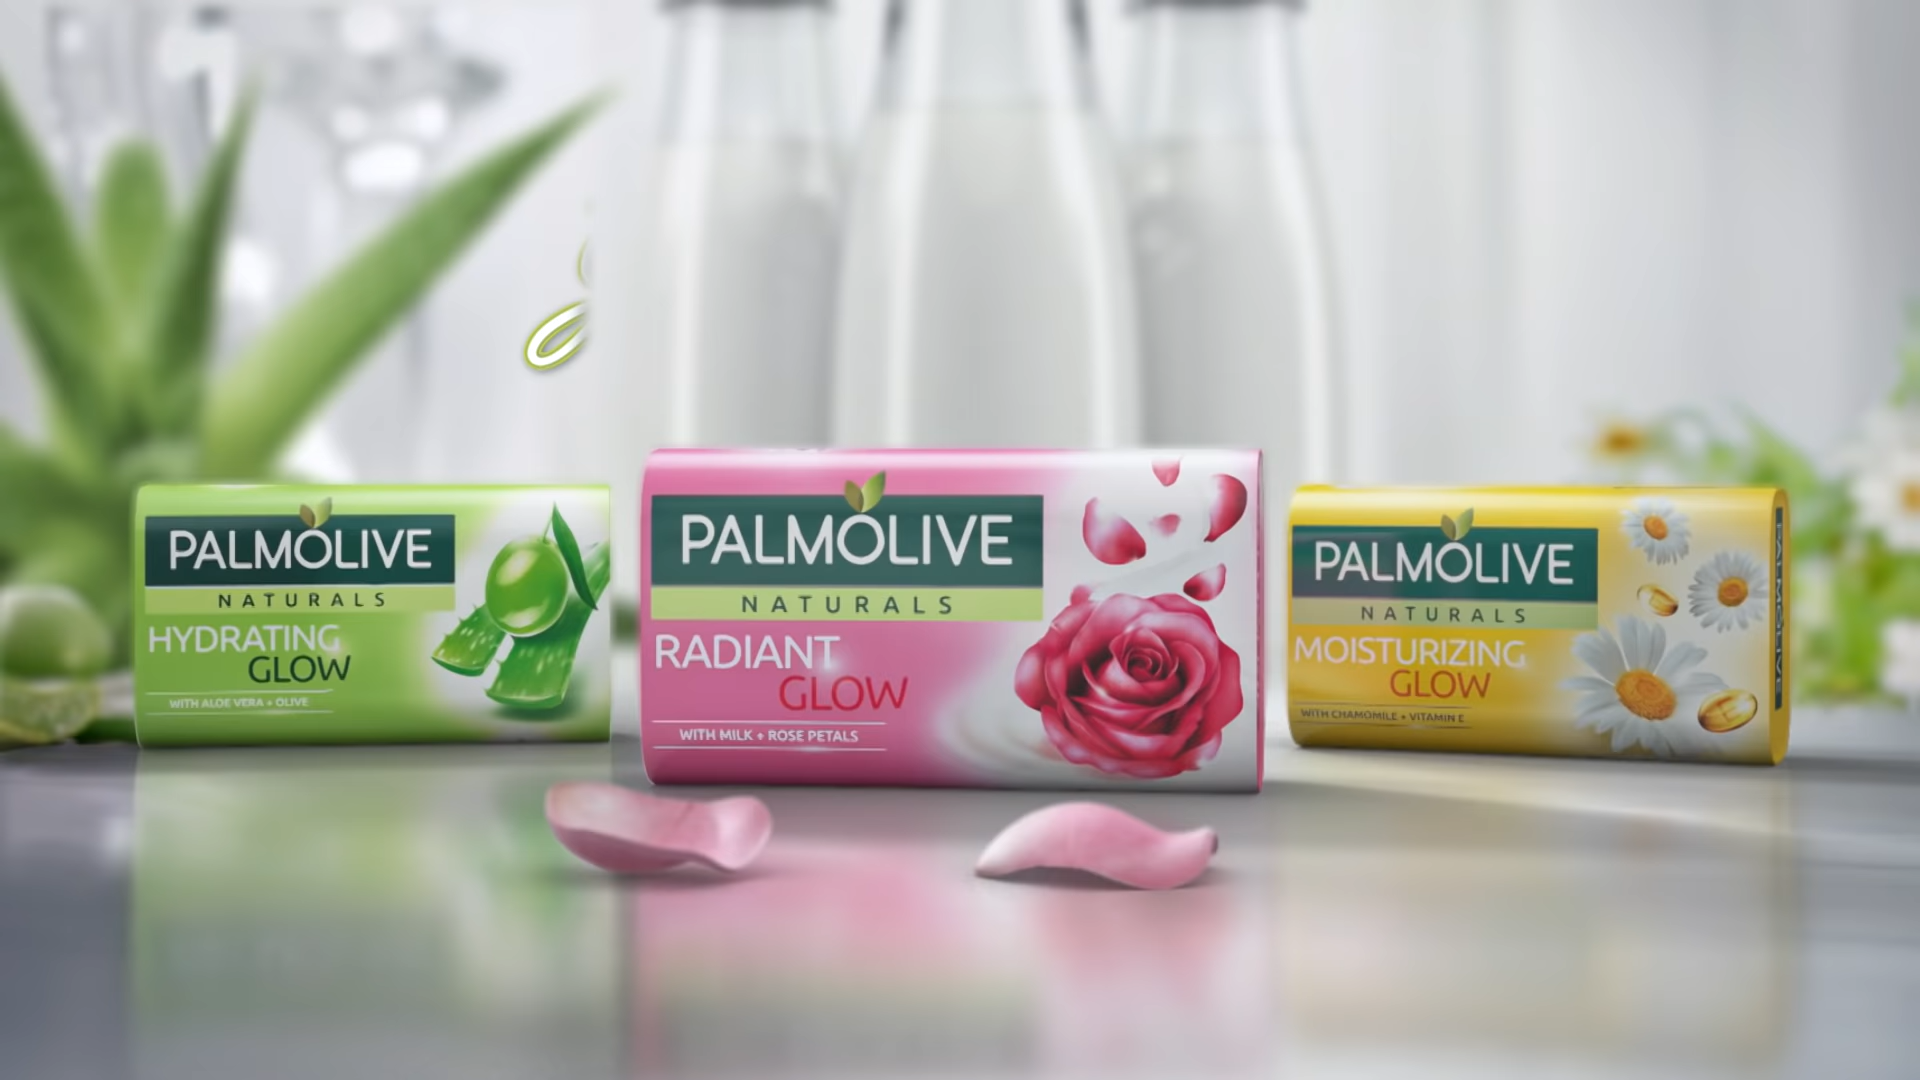 PALMOLIVE
NATURALS
HYDRATING
GLOW
WITH ALOE VERA + OLIVE
PALMOLIVE
NATURALS
RADIANT
GLOW
WITH MILK + ROSE PETALS
PALMOLIVE
NATURALS
MOISTURIZING
GLOW
WITH CHAMOMILE + VITAMIN E
PALMOLIVE